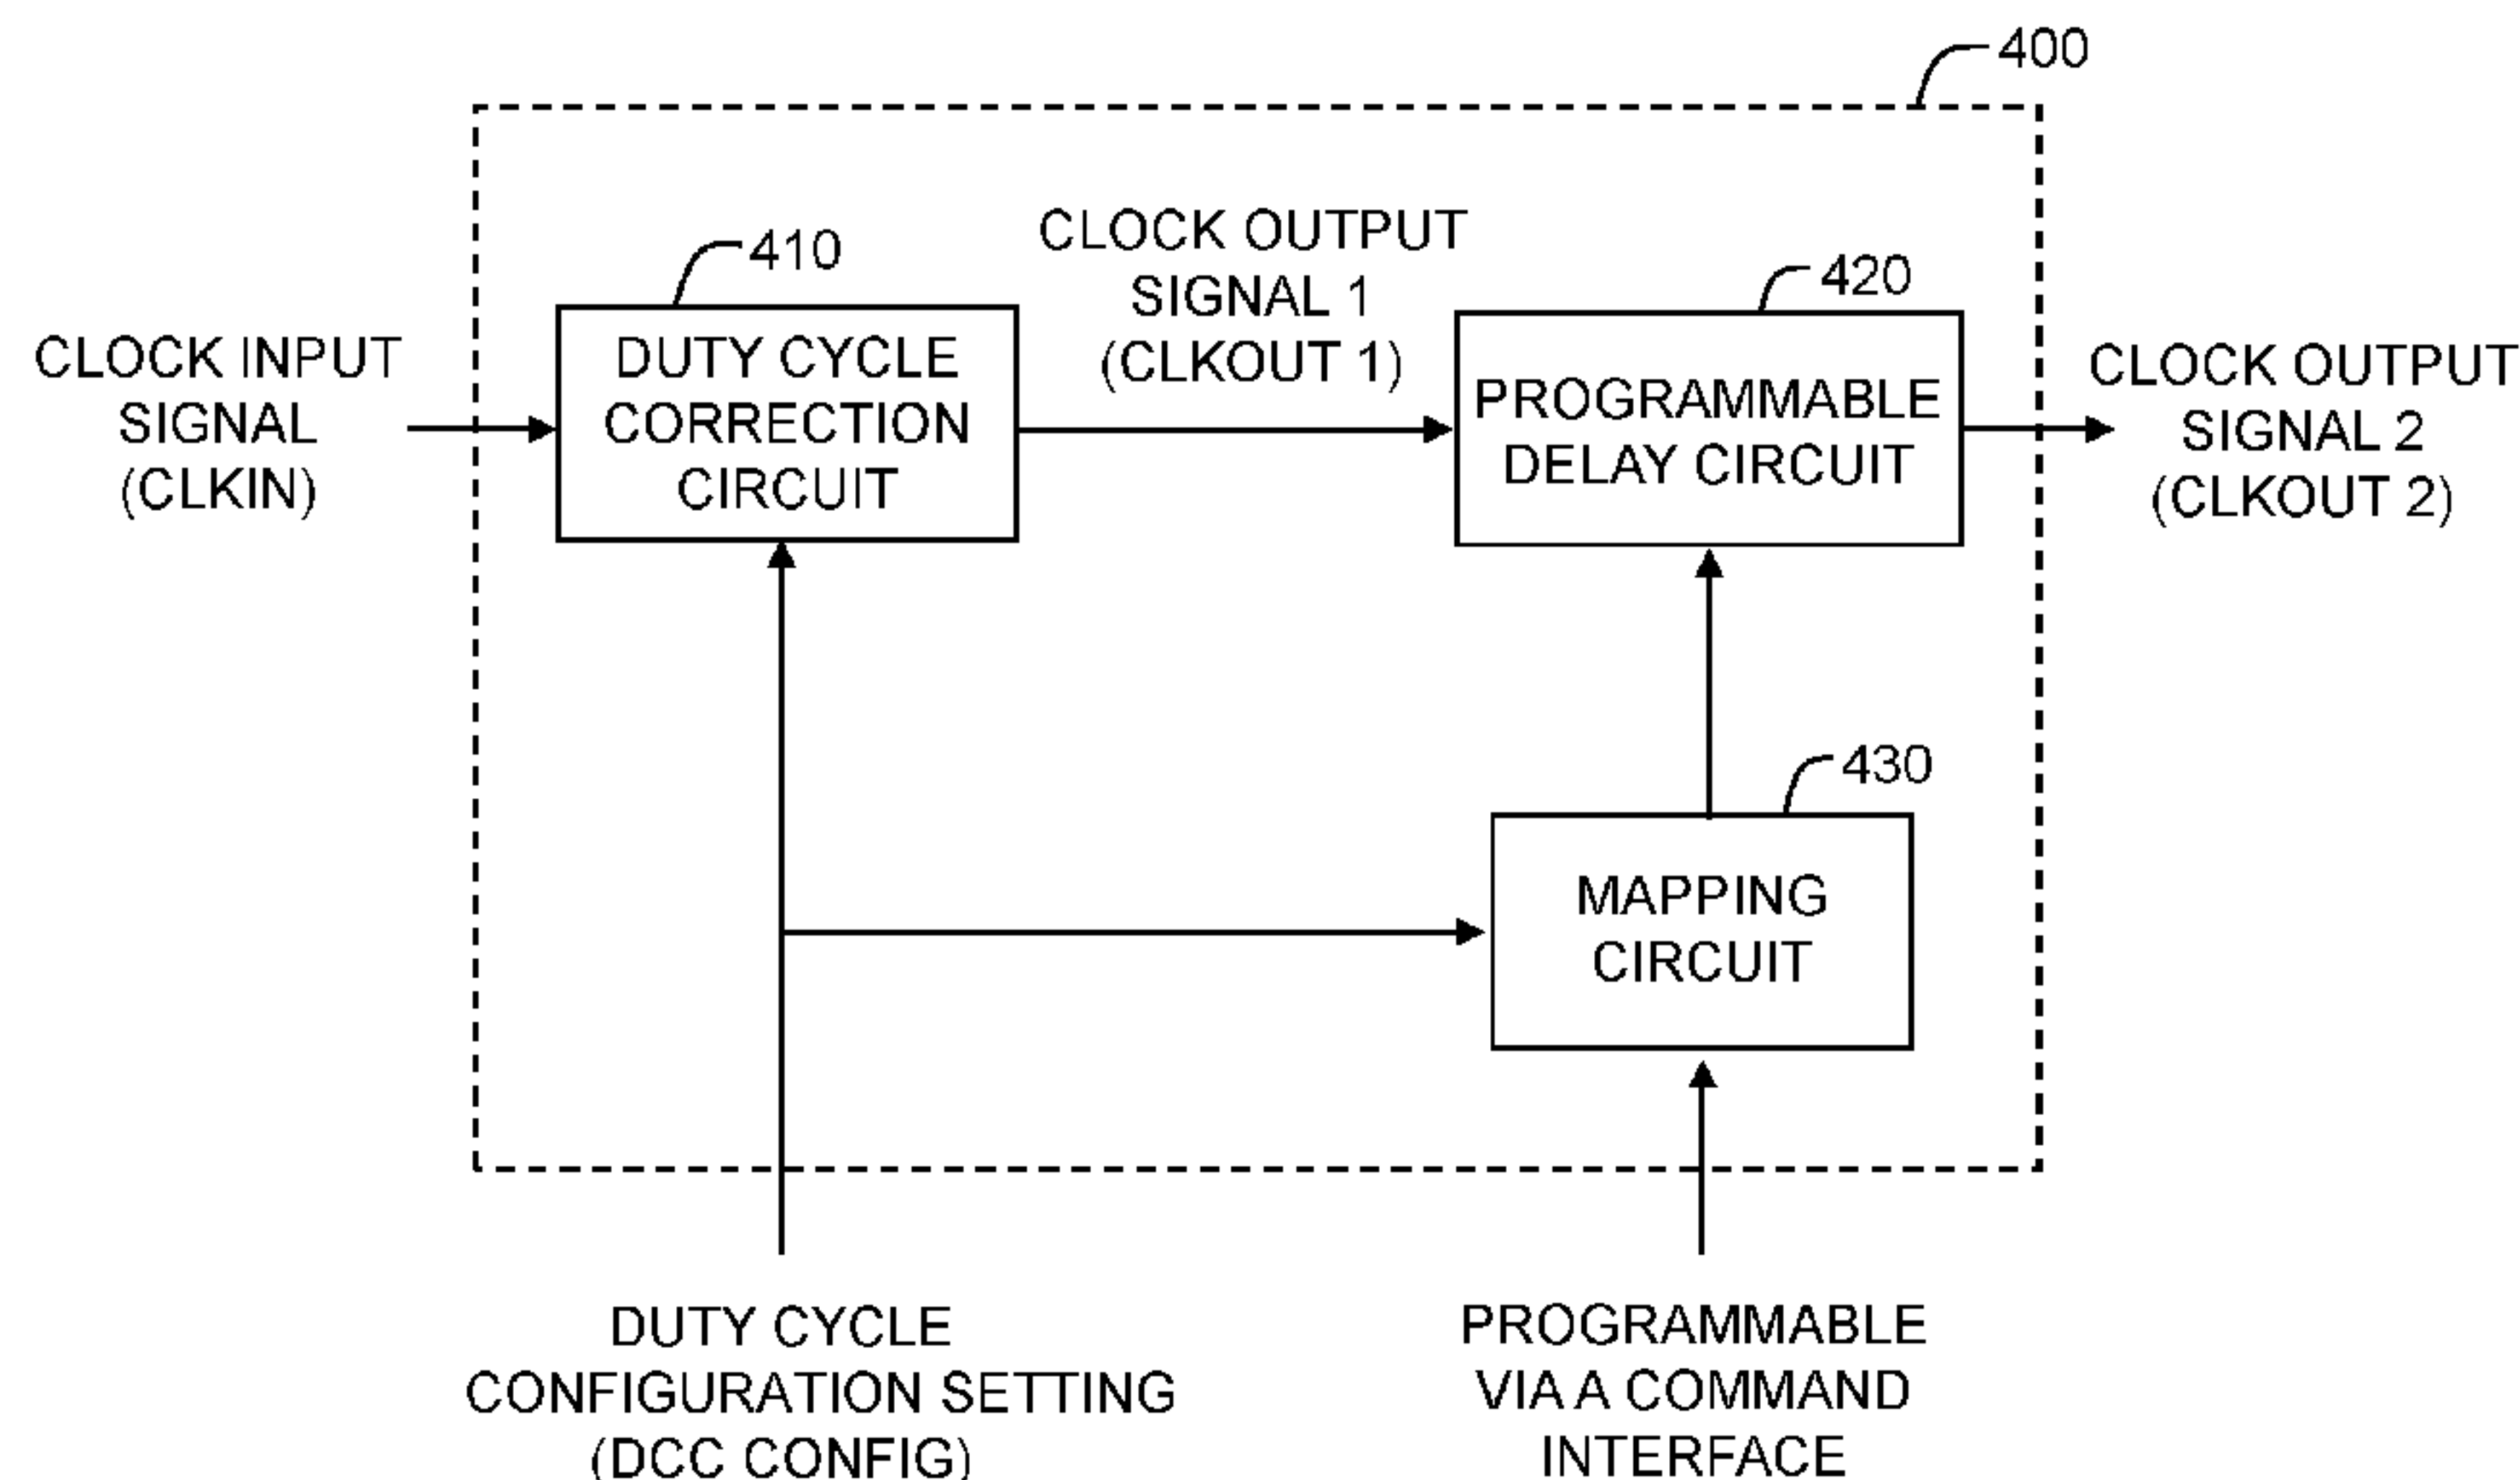 400
410
CLOCK OUTPUT
SIGNAL 1
(CLKOUT 1)
420
CLOCK INPUT
SIGNAL
(CLKIN)
DUTY CYCLE
CORRECTION
CIRCUIT
PROGRAMMABLE
DELAY CIRCUIT
CLOCK OUTPUT
SIGNAL 2
(CLKOUT 2)
430
MAPPING
CIRCUIT
DUTY CYCLE
CONFIGURATION SETTING
(DCC CONFIG)
PROGRAMMABLE
VIA A COMMAND
INTERFACE